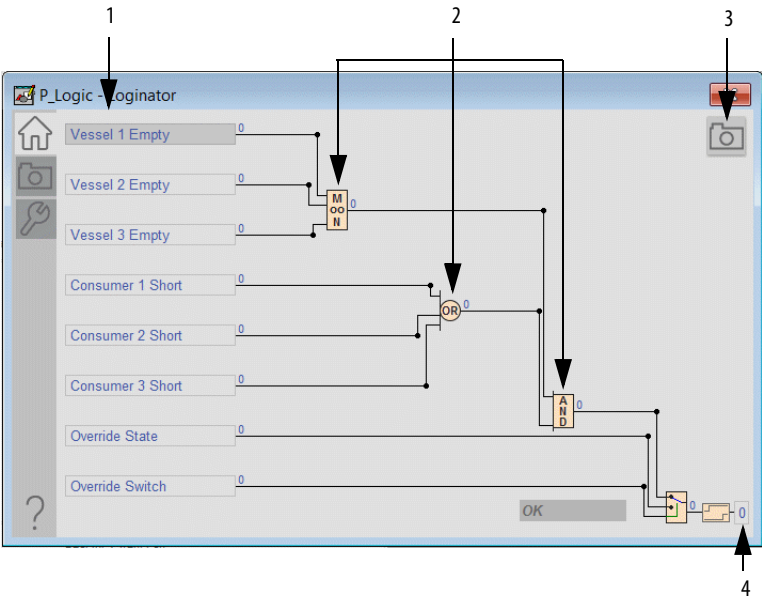 1 2 3
P_Logic - Loginator
Vessel 1 Empty 0
Vessel 2 Empty 0
M
oo
N
0
Vessel 3 Empty 0
Consumer 1 Short 0
OR 0
Consumer 2 Short 0
Consumer 3 Short 0
A
N
D
0
Override State 0
Override Switch 0
OK
0
0
?
4